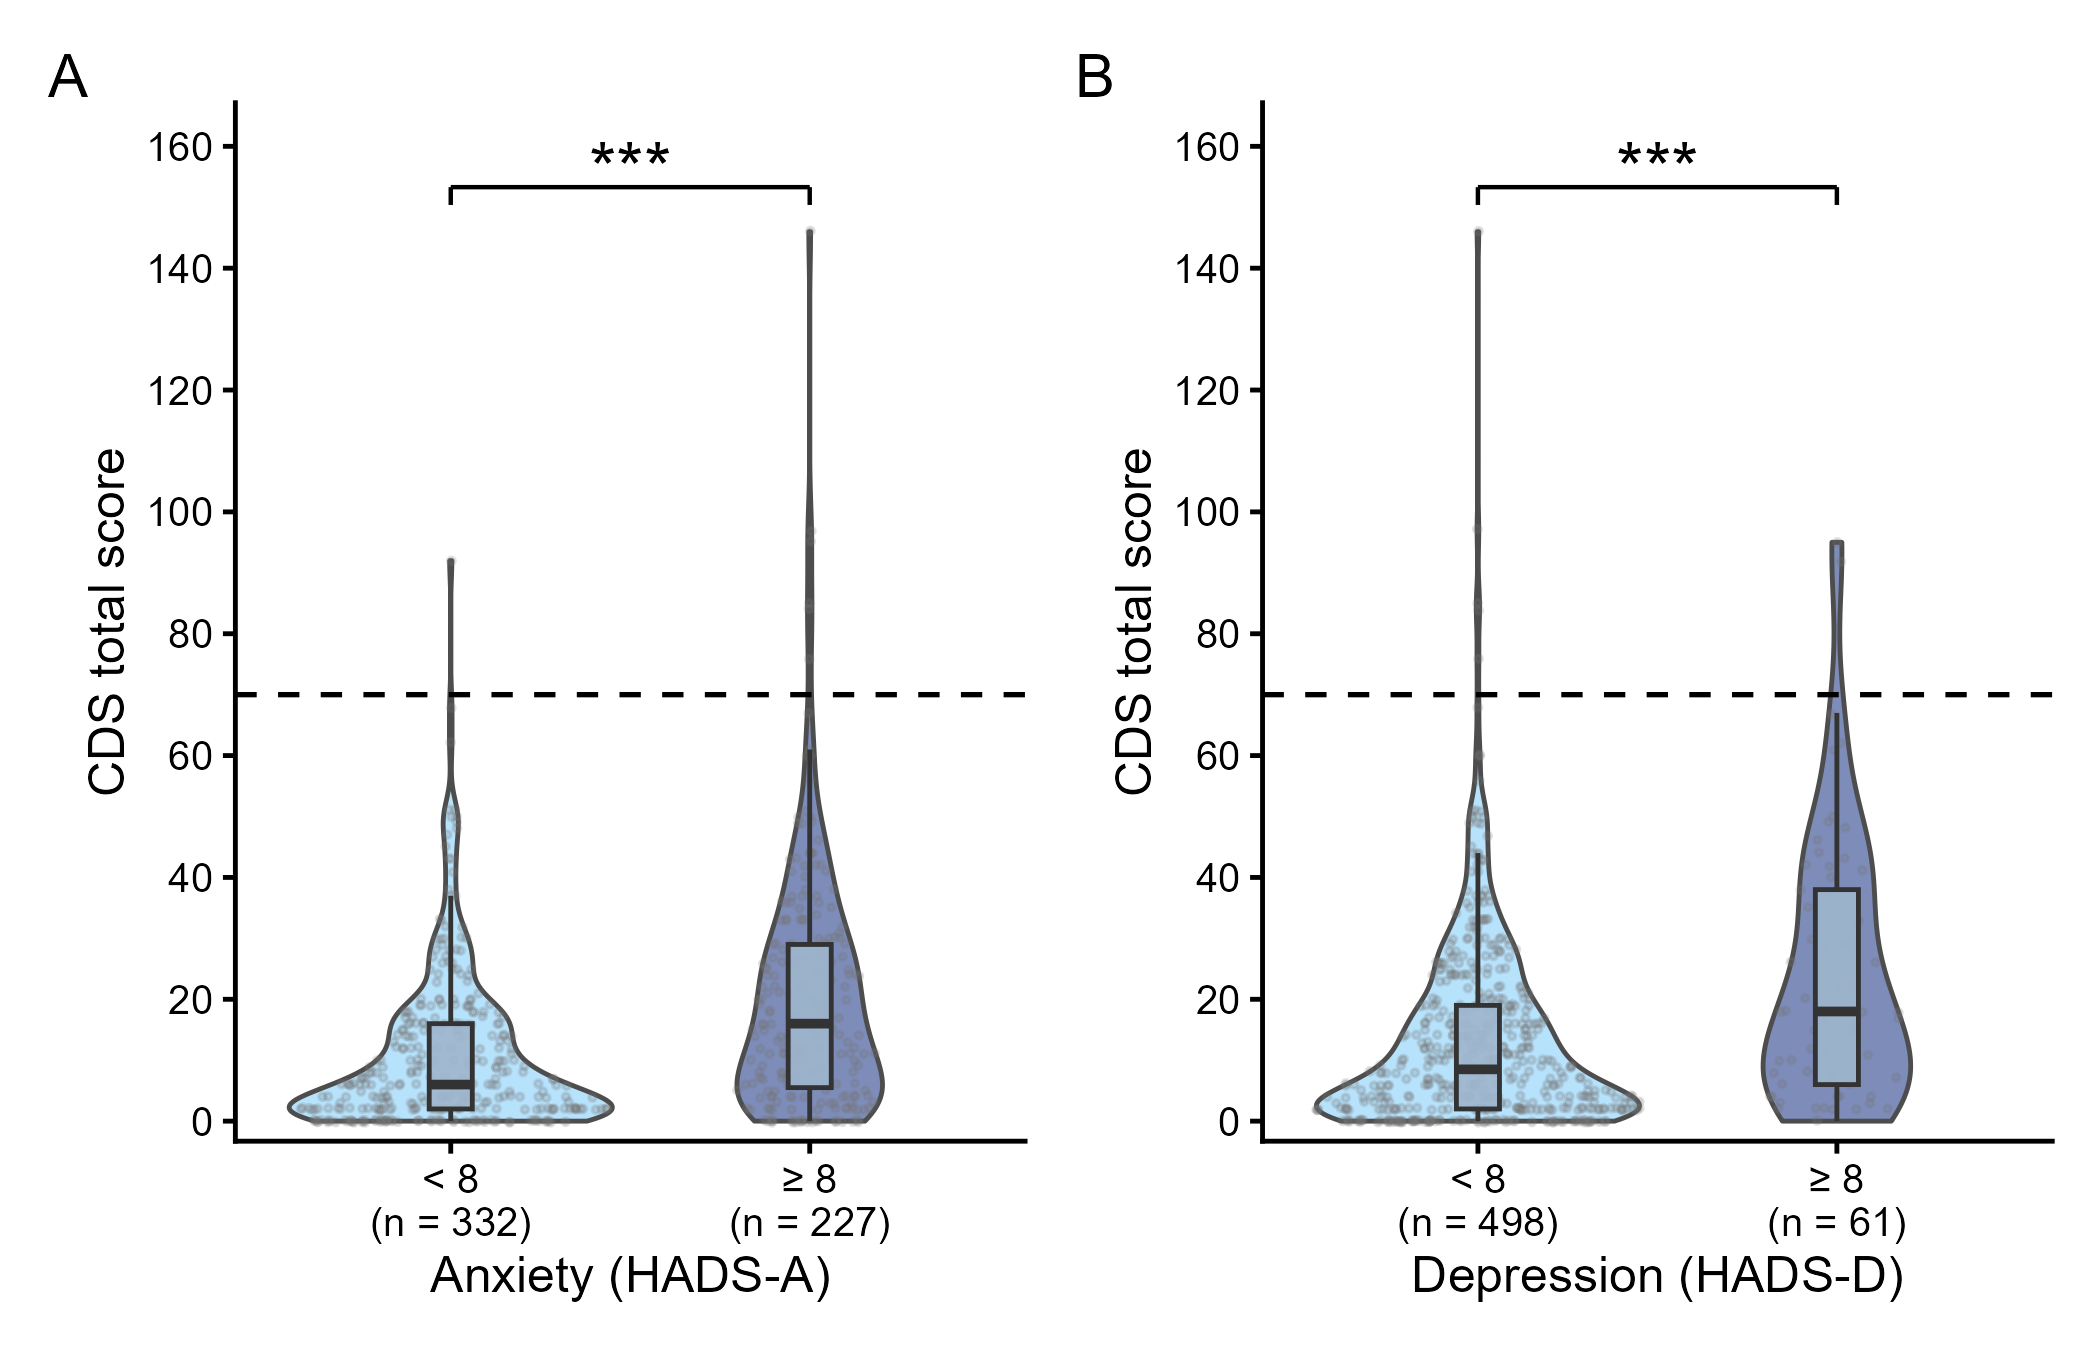 A
160
140
120
100
80
60
40
20
0
CDS total score
***
< 8
(n = 332)
≥ 8
(n = 227)
Anxiety (HADS-A)
B
160
140
120
100
80
60
40
20
0
CDS total score
***
< 8
(n = 498)
≥ 8
(n = 61)
Depression (HADS-D)